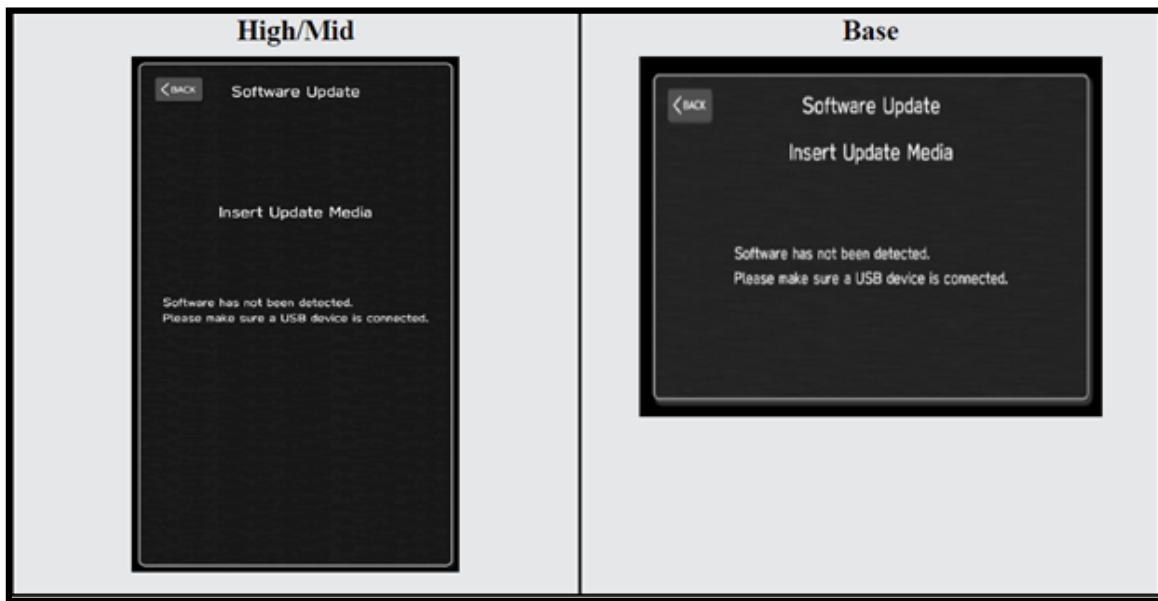 High/Mid
Base
BACK
Software Update
Insert Update Media
Software has not been detected.
Please make sure a USB device is connected.
BACK
Software Update
Insert Update Media
Software has not been detected.
Please make sure a USB device is connected.